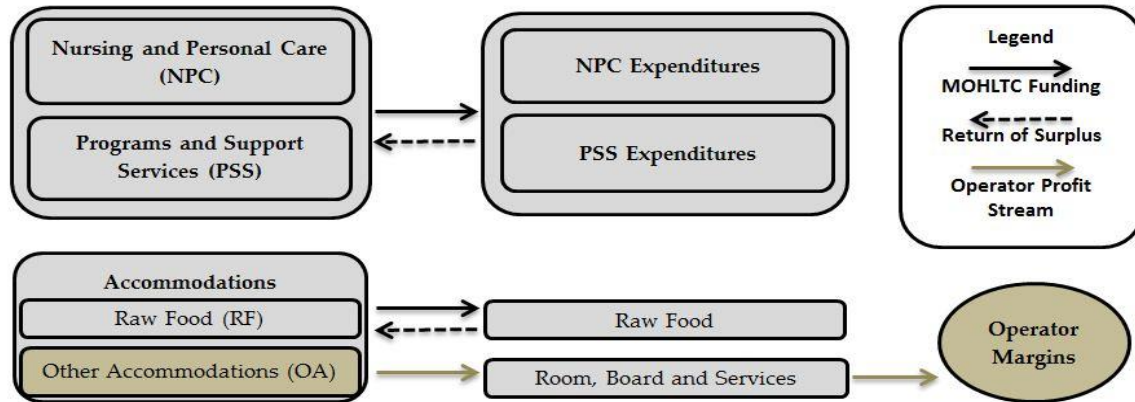 Nursing and Personal Care
(NPC)
Programs and Support
Services (PSS)
NPC Expenditures
PSS Expenditures
Legend
MOHLTC Funding
Return of Surplus
Operator Profit
Stream
Accommodations
Raw Food (RF)
Other Accommodations (OA)
Raw Food
Room, Board and Services
Operator
Margins